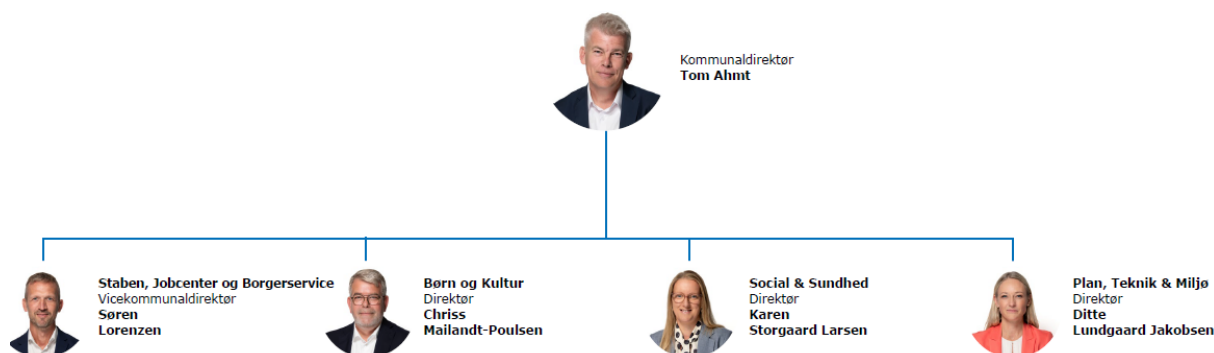 Kommunaldirektør
Tom Ahmt
Staben, Jobcenter og Borgerservice
Vicekommunaldirektør
Søren
Lorenzen
Børn og Kultur
Direktør
Chriss
Mailandt-Poulsen
Social & Sundhed
Direktør
Karen
Storgaard Larsen
Plan, Teknik & Miljø
Direktør
Ditte
Lundgaard Jakobsen